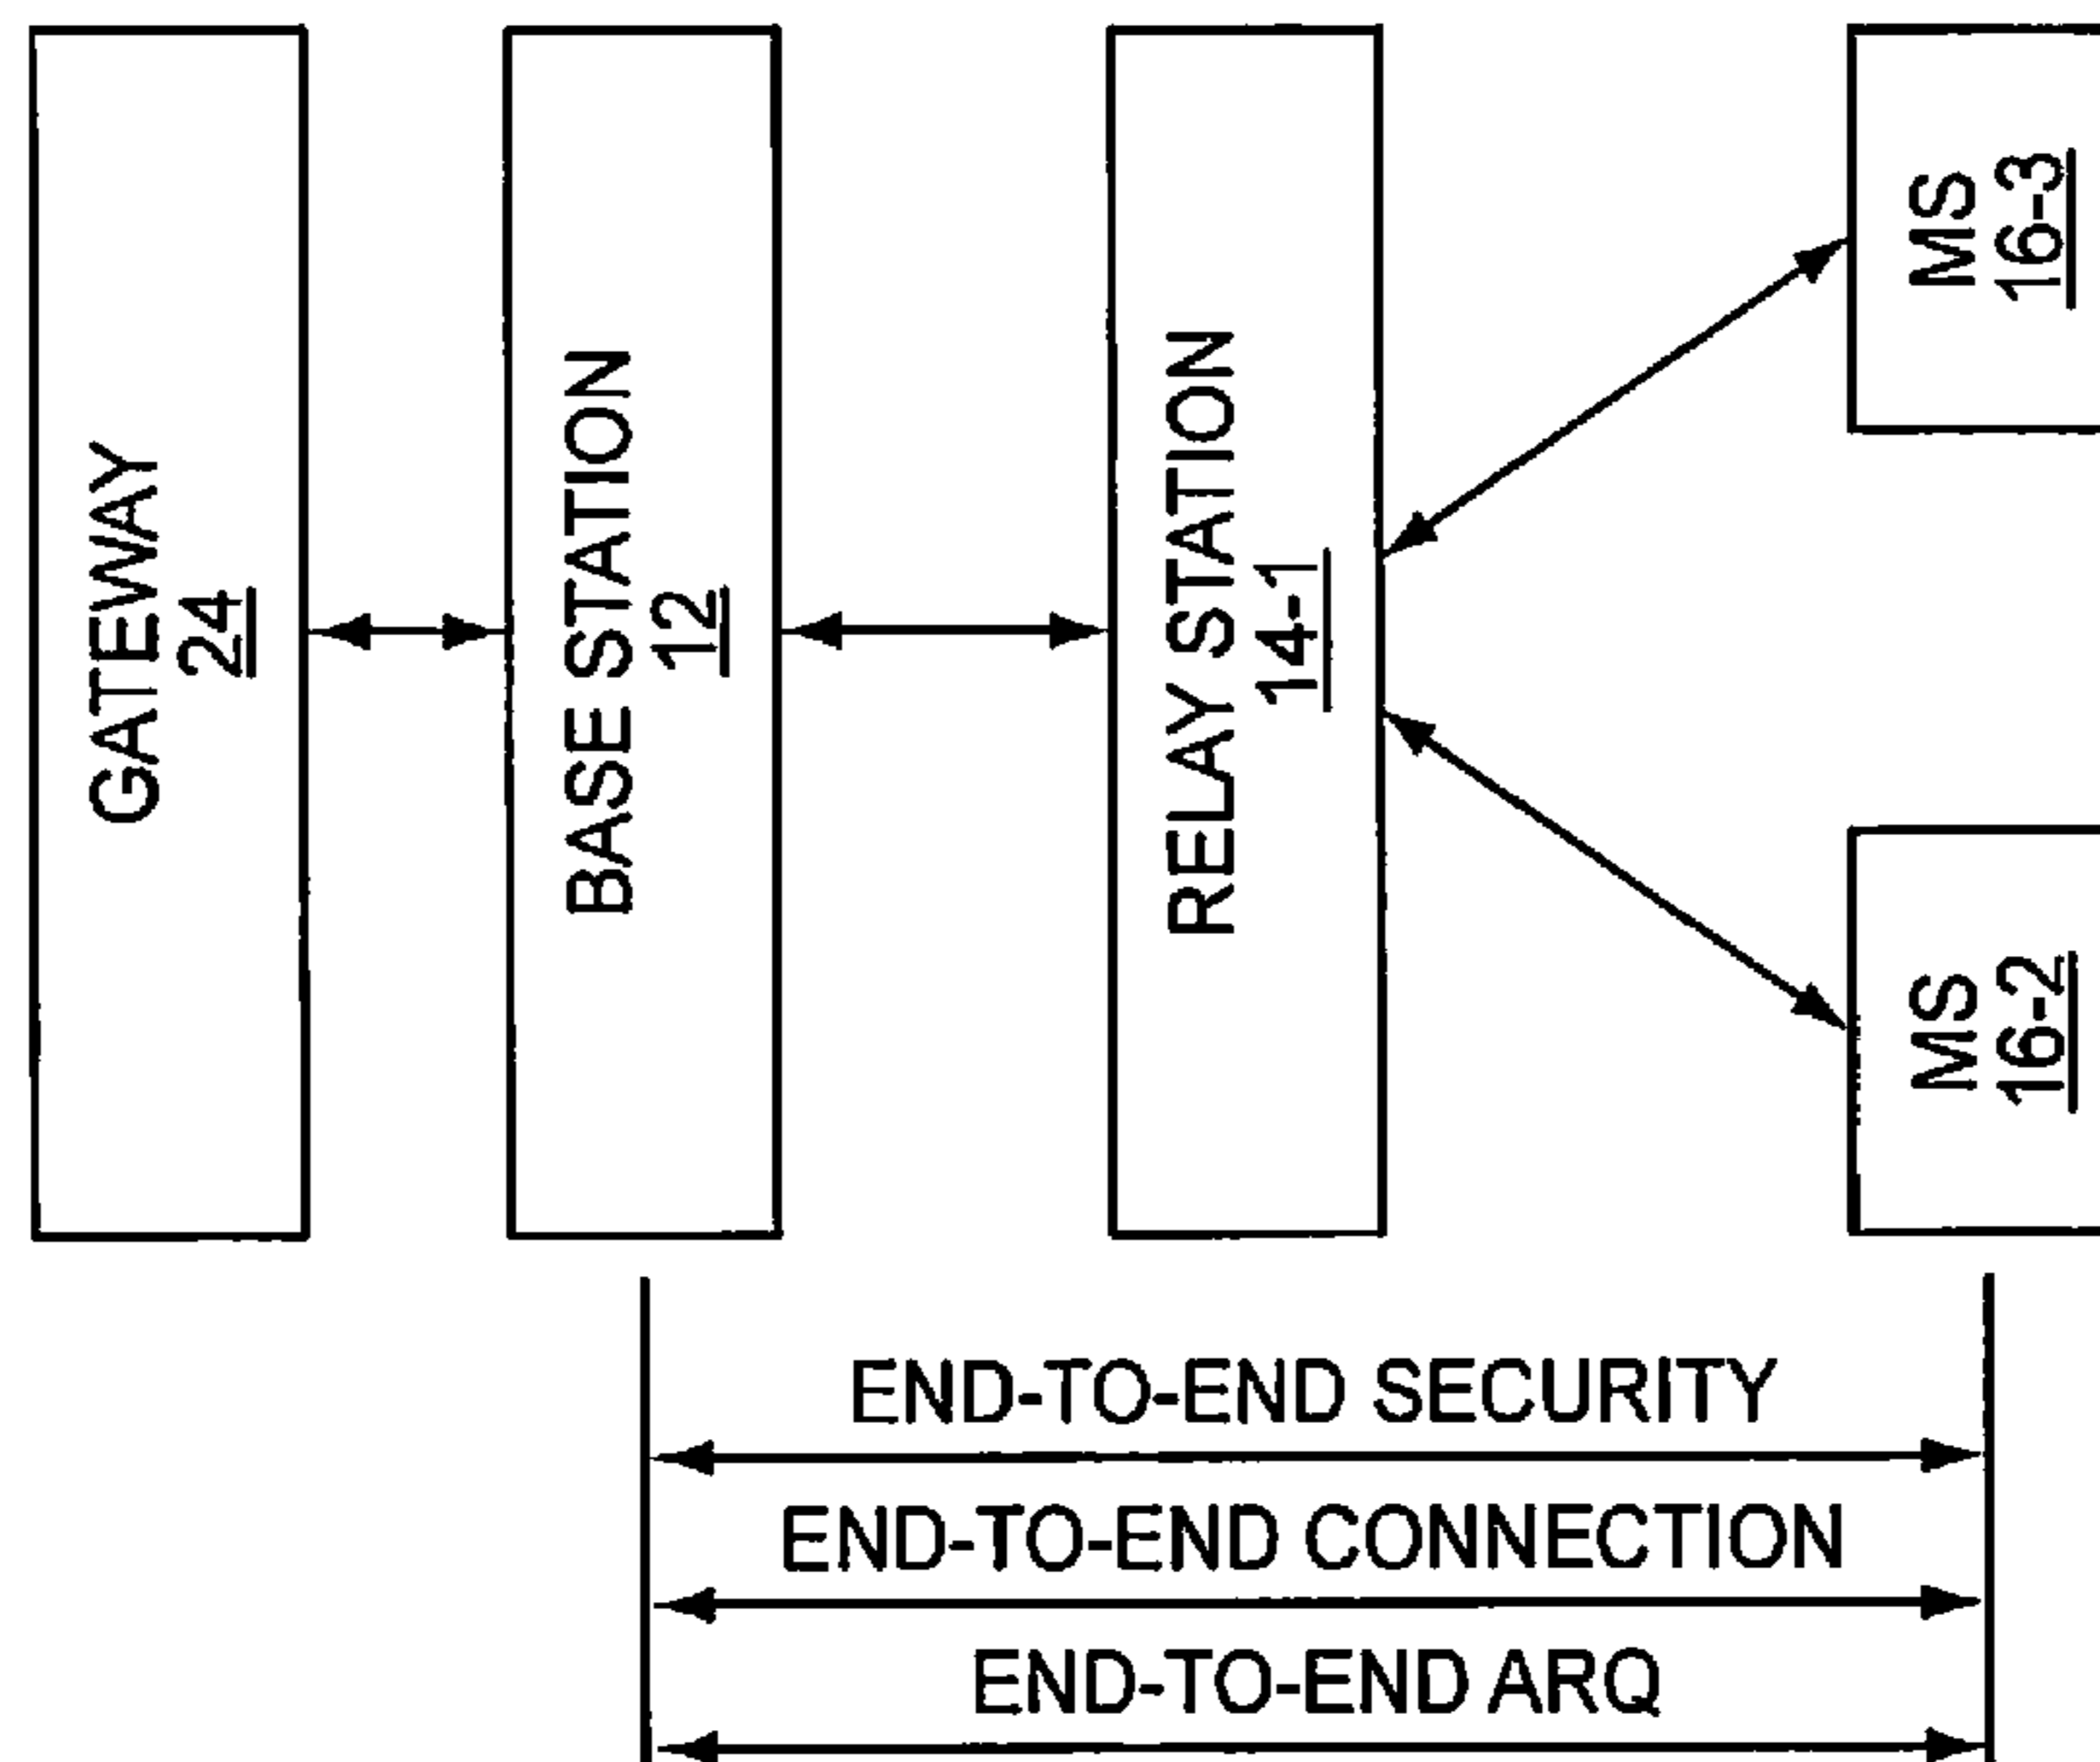 GATEWAY
24
BASE STATION
12
RELAY STATION
14-1
MS
16-3
MS
16-2
END-TO-END SECURITY
END-TO-END CONNECTION
END-TO-END ARQ